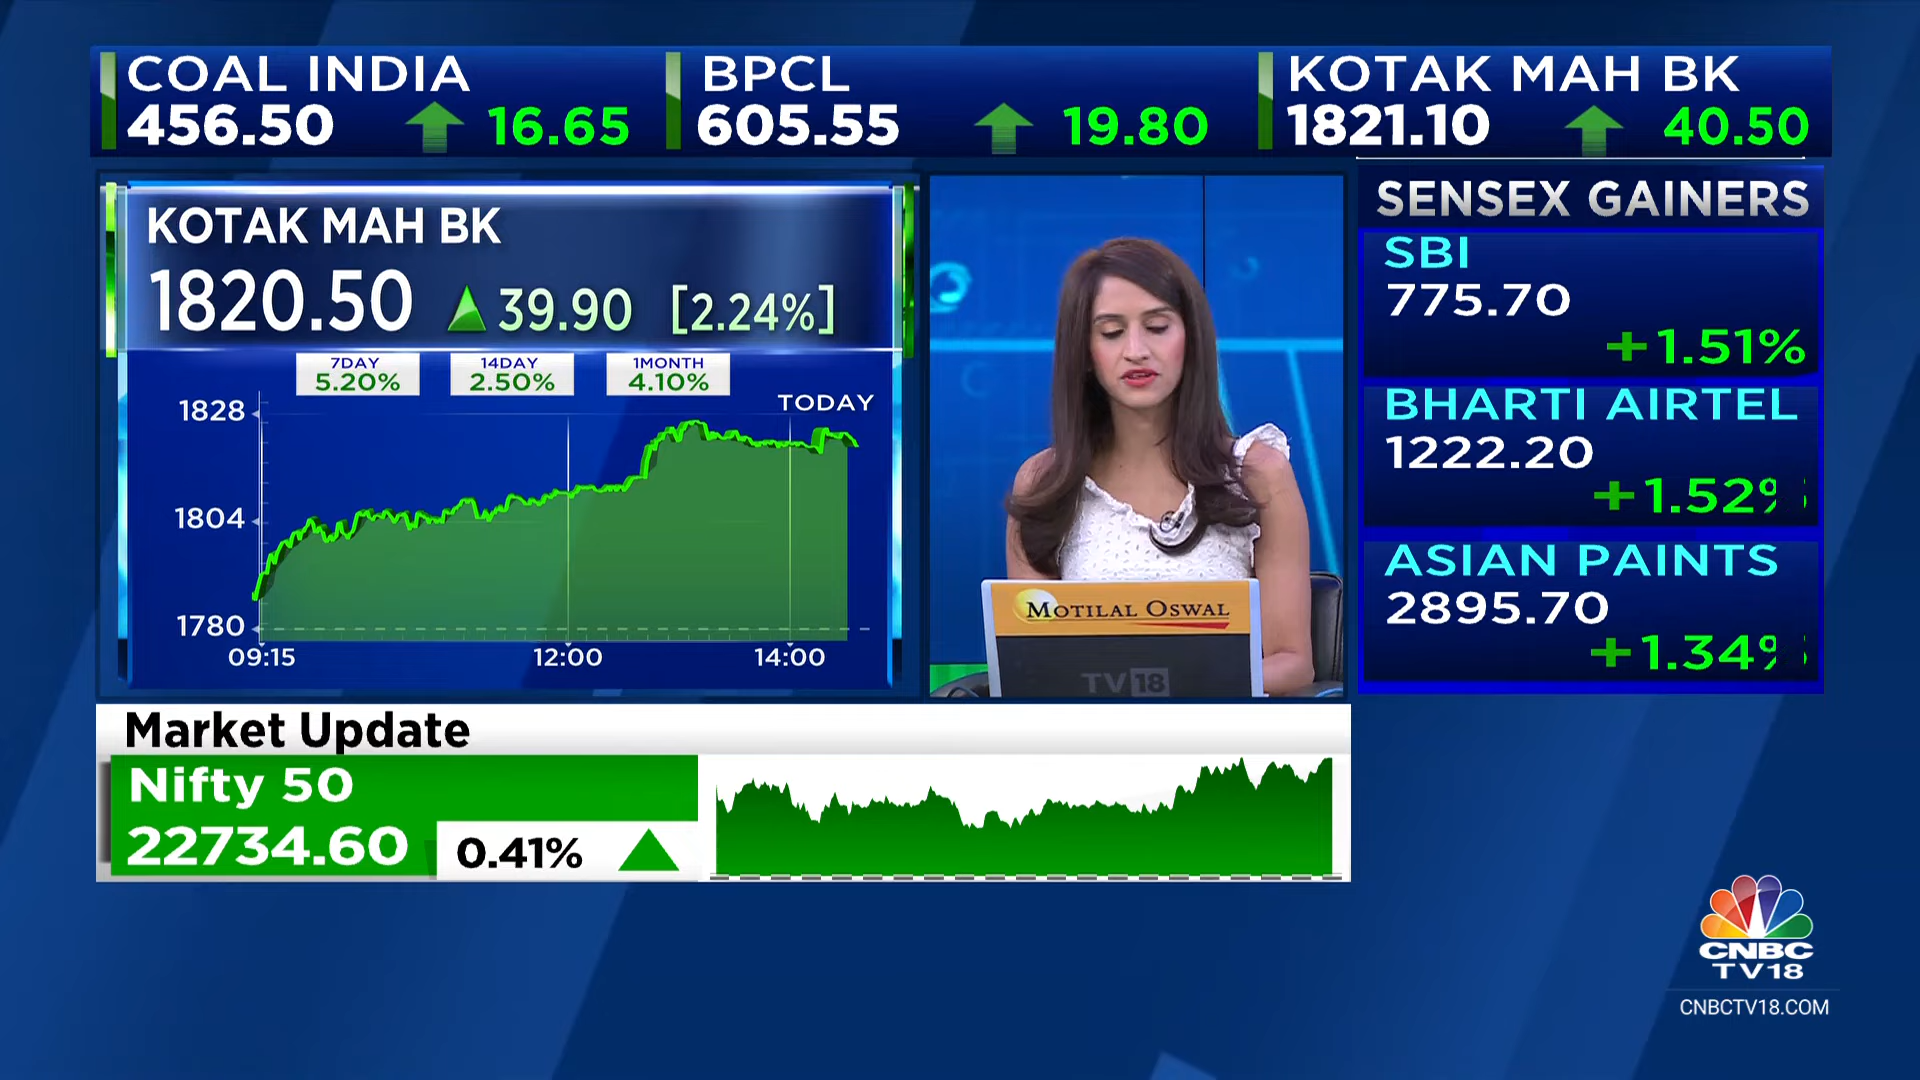 COAL INDIA
456.50 16.65
BPCL
605.55 19.80
KOTAK MAH BK
1821.10 40.50
KOTAK MAH BK
1820.50 39.90 [2.24%]
7DAY
5.20%
14DAY
2.50%
1MONTH
4.10%
TODAY
1828
1804
1780
09:15 12:00 14:00
MOTILAL OSWAL
TV18
SENSEX GAINERS
SBI
775.70
+1.51%
BHARTI AIRTEL
1222.20
+1.52%
ASIAN PAINTS
2895.70
+1.34%
Market Update
Nifty 50
22734.60
0.41%
CNBC
TV18
CNBCTV18.COM